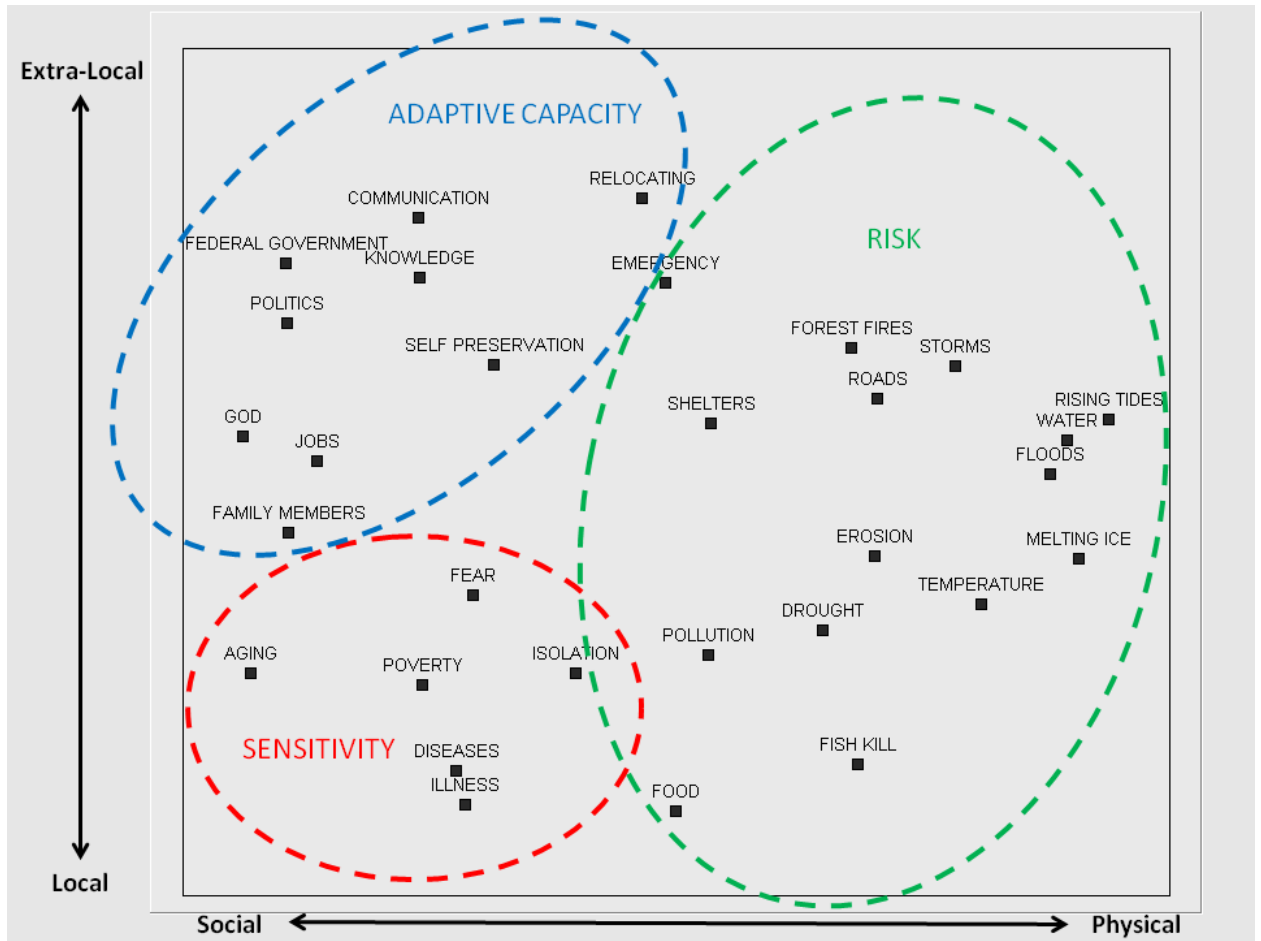 Extra-Local
ADAPTIVE CAPACITY
RELOCATING
COMMUNICATION
RISK
FEDERAL GOVERNMENT
KNOWLEDGE
EMERGENCY
POLITICS
FOREST FIRES
SELF PRESERVATION
STORMS
ROADS
RISING TIDES
SHELTERS
GOD
WATER
JOBS
FLOODS
FAMILY MEMBERS
EROSION
MELTING ICE
FEAR
TEMPERATURE
DROUGHT
POLLUTION
AGING
ISOLATION
POVERTY
FISH KILL
SENSITIVITY
DISEASES
ILLNESS
FOOD
Local
Social
Physical